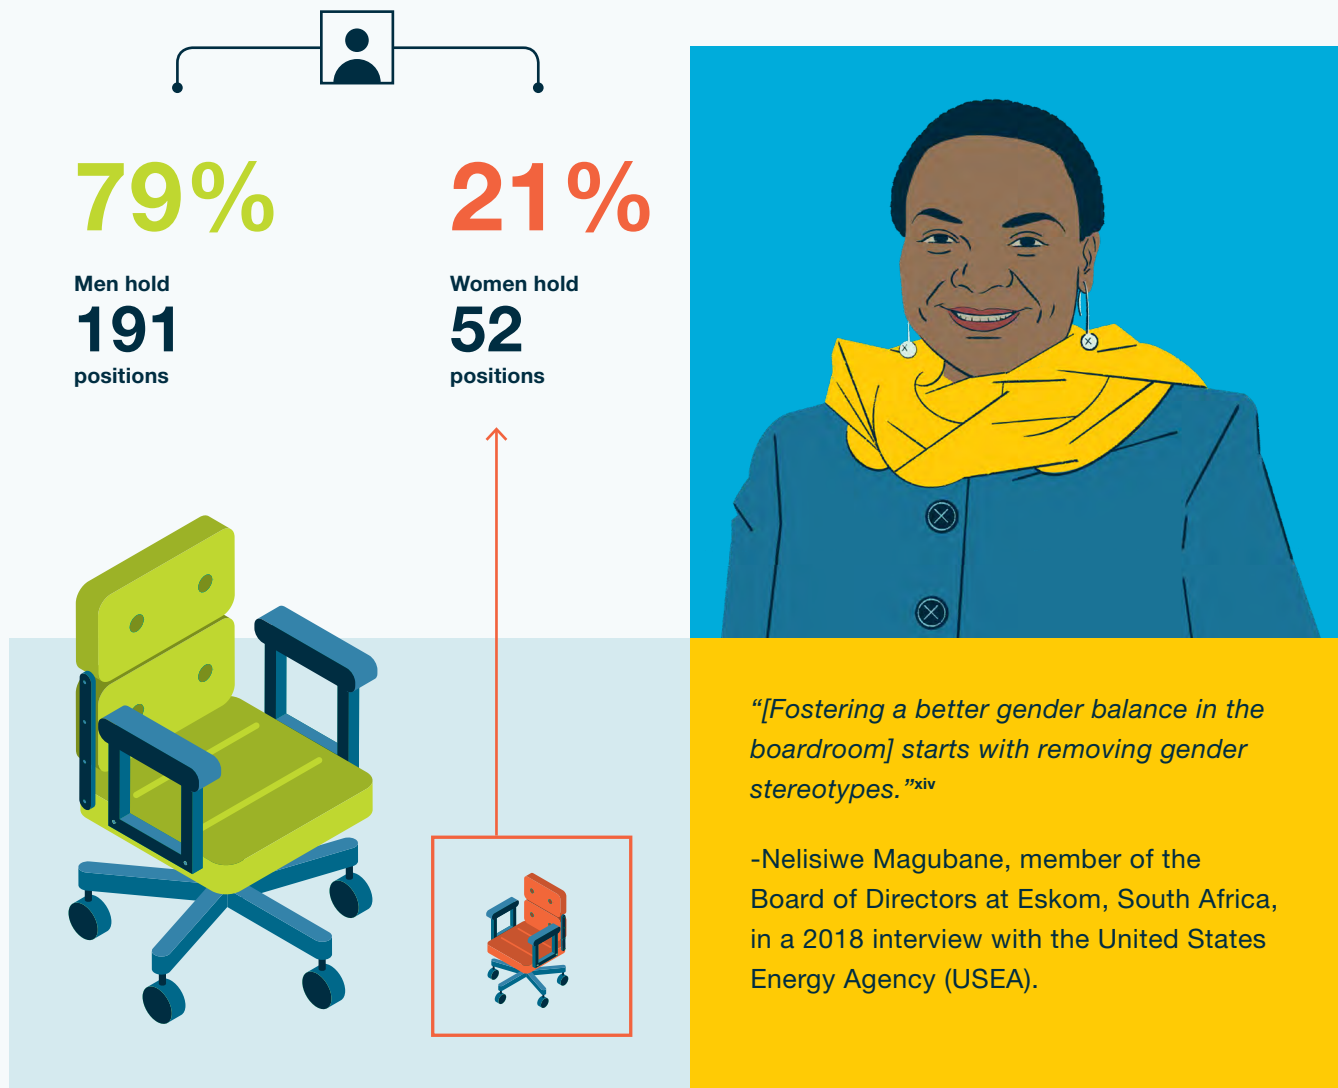 79%
Men hold
191
positions
21%
Women hold
52
positions
“[Fostering a better gender balance in the
boardroom] starts with removing gender
stereotypes.”xiv
-Nelisiwe Magubane, member of the
Board of Directors at Eskom, South Africa,
in a 2018 interview with the United States
Energy Agency (USEA).